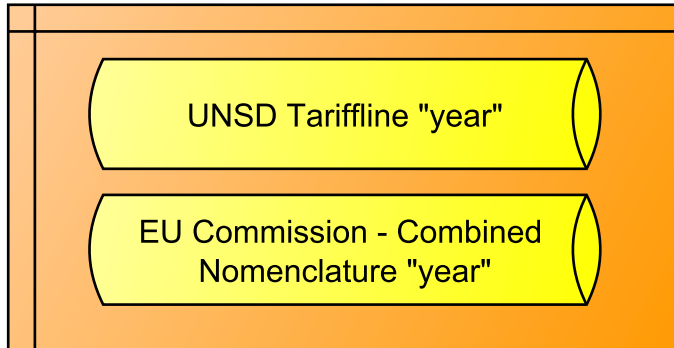 UNSD Tariffline "year"
EU Commission - Combined
Nomenclature "year"